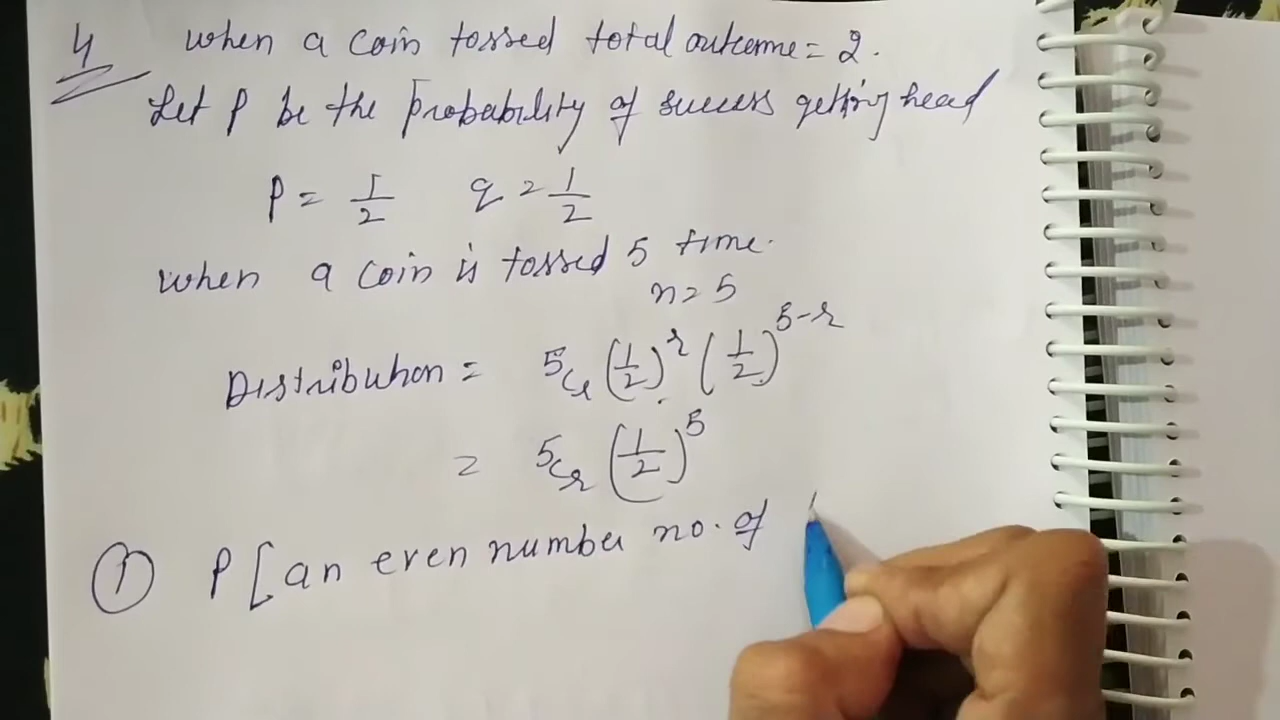 4 when a coin tossed total outcome = 2.
Let P be the Probability of success getting head
P = 1/2 q = 1/2
when a coin is tossed 5 time.
n = 5
Distribution = 5Cr (1/2)^r (1/2)^5-r
= 5Cr (1/2)^5
① P [an even number no. of